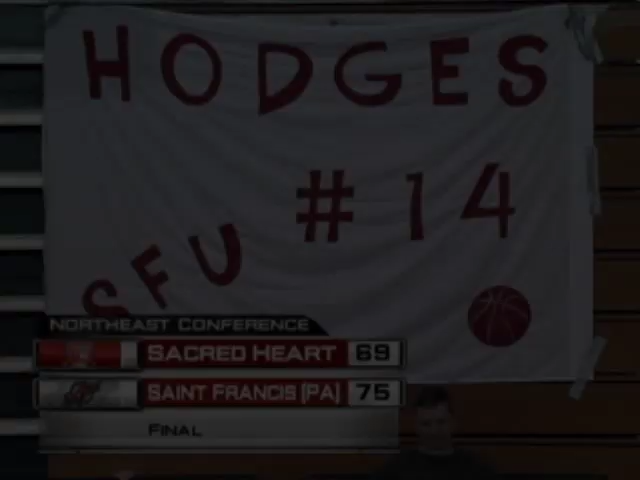 HODGES
#14
SFU
NORTHEAST CONFERENCE
SACRED HEART 69
SAINT FRANCIS (PA) 75
FINAL